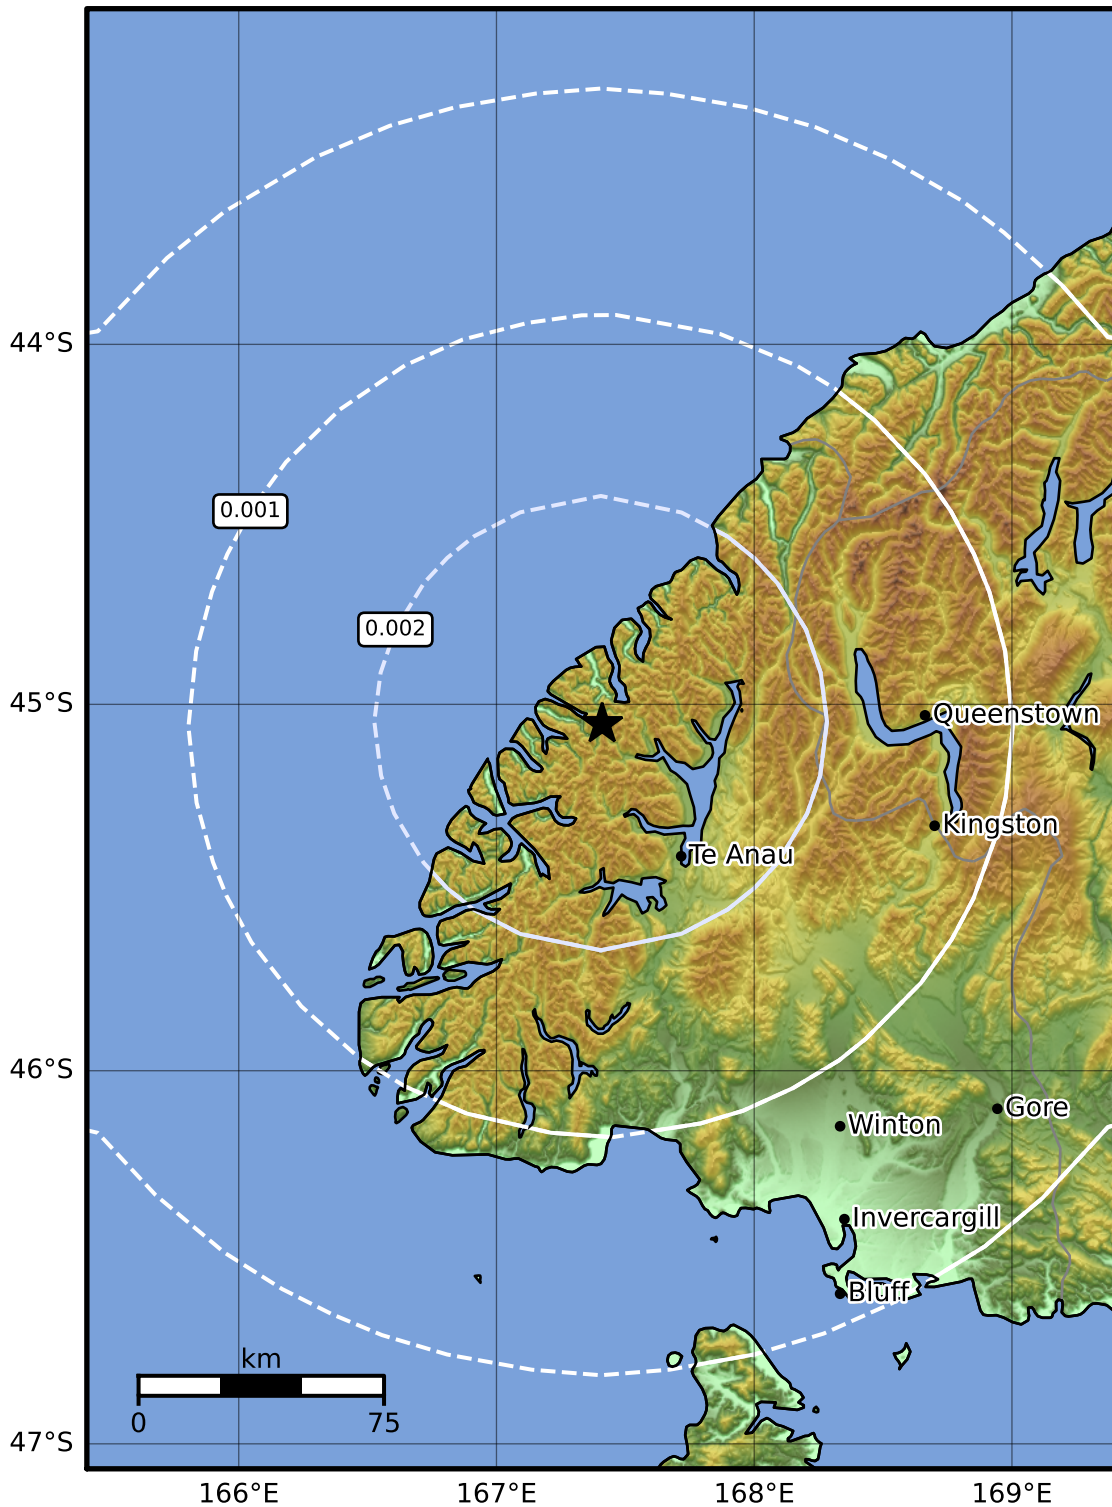 44°S
0.001
0.002
45°S
Queenstown
Kingston
Te Anau
46°S
Gore
Winton
Invercargill
Bluff
km
0 75
47°S
166°E 167°E 168°E 169°E